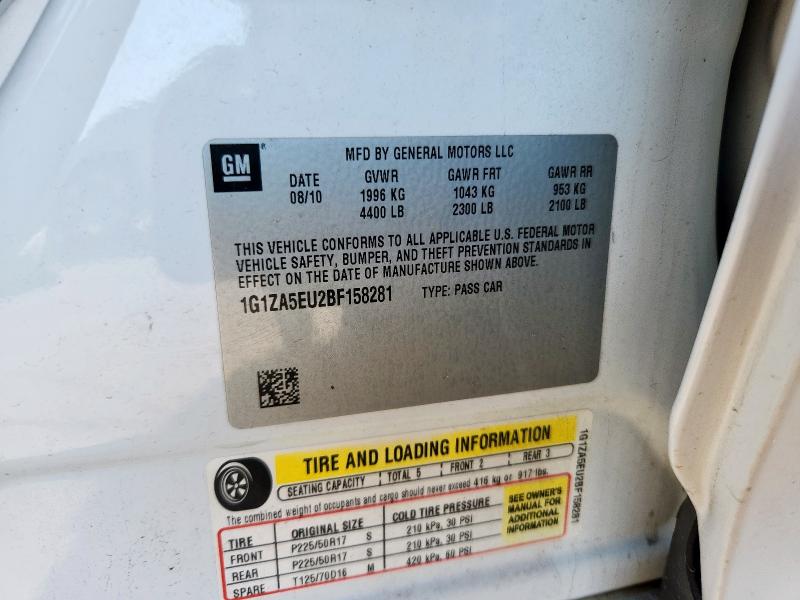 GM
MFD BY GENERAL MOTORS LLC
DATE GVWR GAWR FRT GAWR RR
08/10 1996 KG 1043 KG 953 KG
4400 LB 2300 LB 2100 LB
THIS VEHICLE CONFORMS TO ALL APPLICABLE U.S. FEDERAL MOTOR
VEHICLE SAFETY, BUMPER, AND THEFT PREVENTION STANDARDS IN
EFFECT ON THE DATE OF MANUFACTURE SHOWN ABOVE.
1G1ZA5EU2BF158281 TYPE: PASS CAR
TIRE AND LOADING INFORMATION
SEATING CAPACITY TOTAL 5 FRONT 2 REAR 3
The combined weight of occupants and cargo should never exceed 416 kg or 917 lbs.
TIRE ORIGINAL SIZE COLD TIRE PRESSURE
FRONT P225/50R17 S 210 kPa, 30 PSI
REAR P225/50R17 S 210 kPa, 30 PSI
SPARE T125/70D16 M 420 kPa, 60 PSI
SEE OWNER'S
MANUAL FOR
ADDITIONAL
INFORMATION
1G1ZA5EU2BF158281